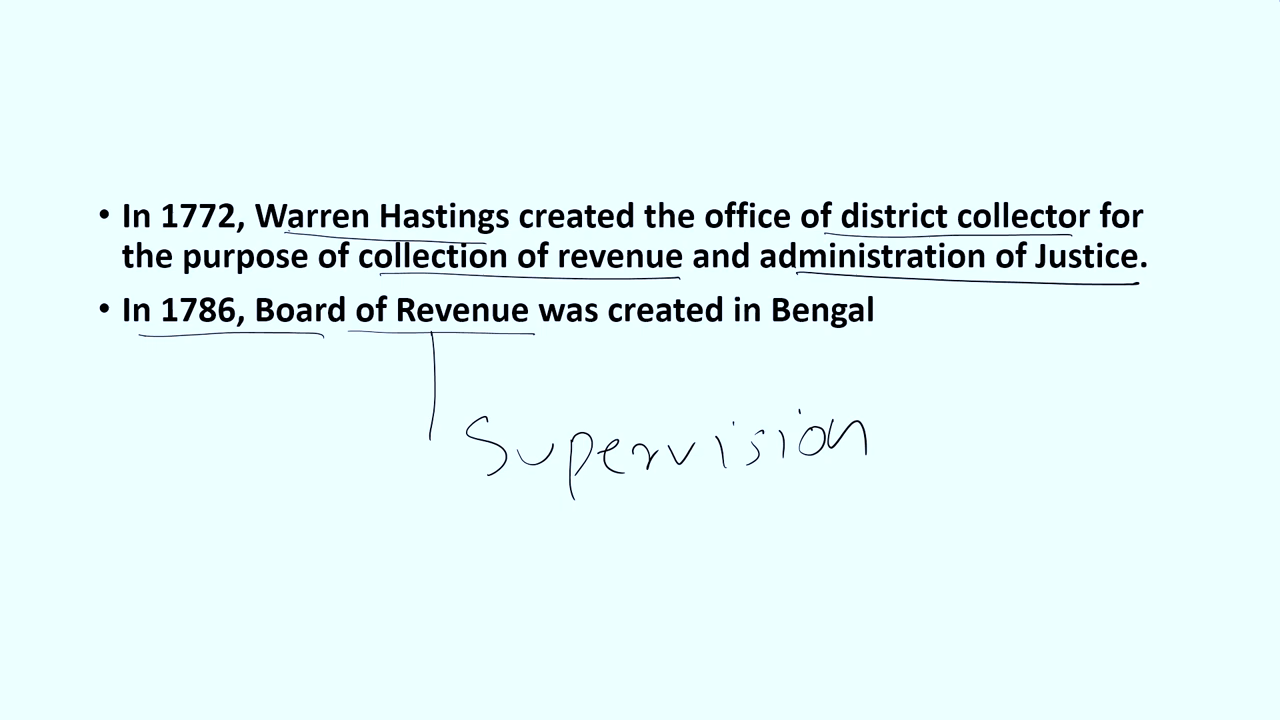 • In 1772, Warren Hastings created the office of district collector for
the purpose of collection of revenue and administration of Justice.
• In 1786, Board of Revenue was created in Bengal
Supervision